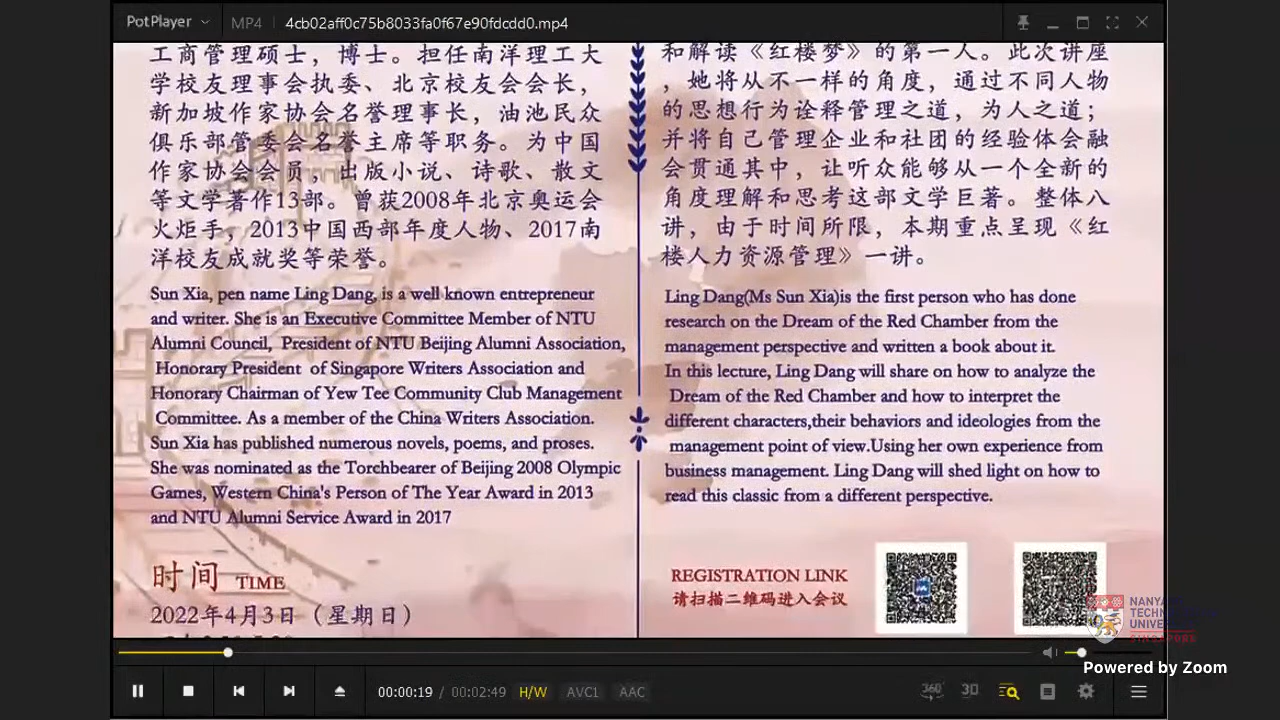 PotPlayer
MP4
4cb02aff0c75b8033fa0f67e90fdcdd0.mp4
工商管理硕士，博士。担任南洋理工大
学校友理事会执委、北京校友会会长，
新加坡作家协会名誉理事长，油池民众
俱乐部管委会名誉主席等职务。为中国
作家协会会员，出版小说、诗歌、散文
等文学著作13部。曾获2008年北京奥运会
火炬手，2013中国西部年度人物、2017南
洋校友成就奖等荣誉。
Sun Xia, pen name Ling Dang, is a well known entrepreneur
and writer. She is an Executive Committee Member of NTU
Alumni Council, President of NTU Beijing Alumni Association,
Honorary President of Singapore Writers Association and
Honorary Chairman of Yew Tee Community Club Management
Committee. As a member of the China Writers Association.
Sun Xia has published numerous novels, poems, and proses.
She was nominated as the Torchbearer of Beijing 2008 Olympic
Games, Western China's Person of The Year Award in 2013
and NTU Alumni Service Award in 2017
时间 TIME
2022年4月3日（星期日）
和解读《红楼梦》的第一人。此次讲座
，她将从不一样的角度，通过不同人物
的思想行为诠释管理之道，为人之道；
并将自己管理企业和社团的经验体会融
会贯通其中，让听众能够从一个全新的
角度理解和思考这部文学巨著。整体八
讲，由于时间所限，本期重点呈现《红
楼人力资源管理》一讲。
Ling Dang(Ms Sun Xia)is the first person who has done
research on the Dream of the Red Chamber from the
management perspective and written a book about it.
In this lecture, Ling Dang will share on how to analyze the
Dream of the Red Chamber and how to interpret the
different characters,their behaviors and ideologies from the
management point of view.Using her own experience from
business management. Ling Dang will shed light on how to
read this classic from a different perspective.
REGISTRATION LINK
请扫描二维码进入会议
NANYANG
TECHNOLOGICAL
UNIVERSITY
SINGAPORE
Powered by Zoom
00:00:19 / 00:02:49 H/W AVC1 AAC
360°
3D